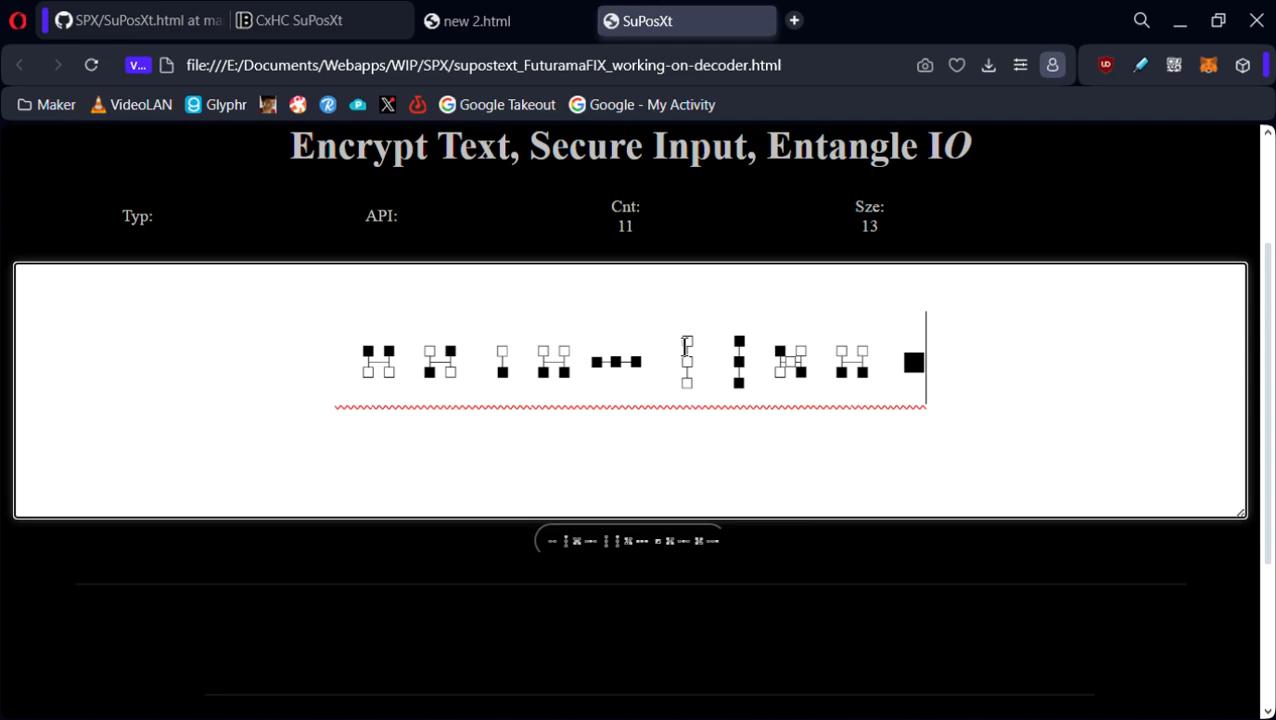 SPX/SuPosXt.html at ma
CxHC SuPosXt
new 2.html
SuPosXt
V...
file:///E:/Documents/Webapps/WIP/SPX/supostext_FuturamaFIX_working-on-decoder.html
Maker
VideoLAN
Glyphr
Google Takeout
Google - My Activity
Encrypt Text, Secure Input, Entangle IO
Typ:
API:
Cnt:
11
Sze:
13